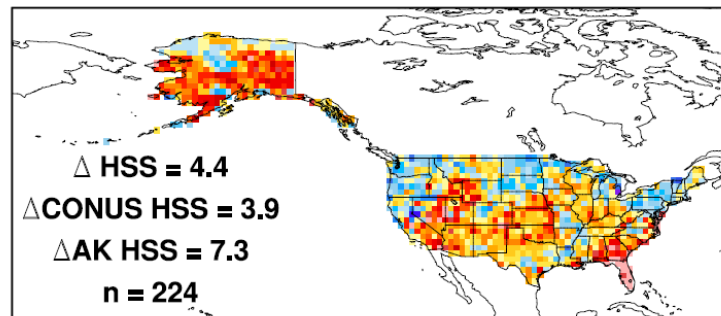 Δ HSS = 4.4
ΔCONUS HSS = 3.9
ΔAK HSS = 7.3
n = 224